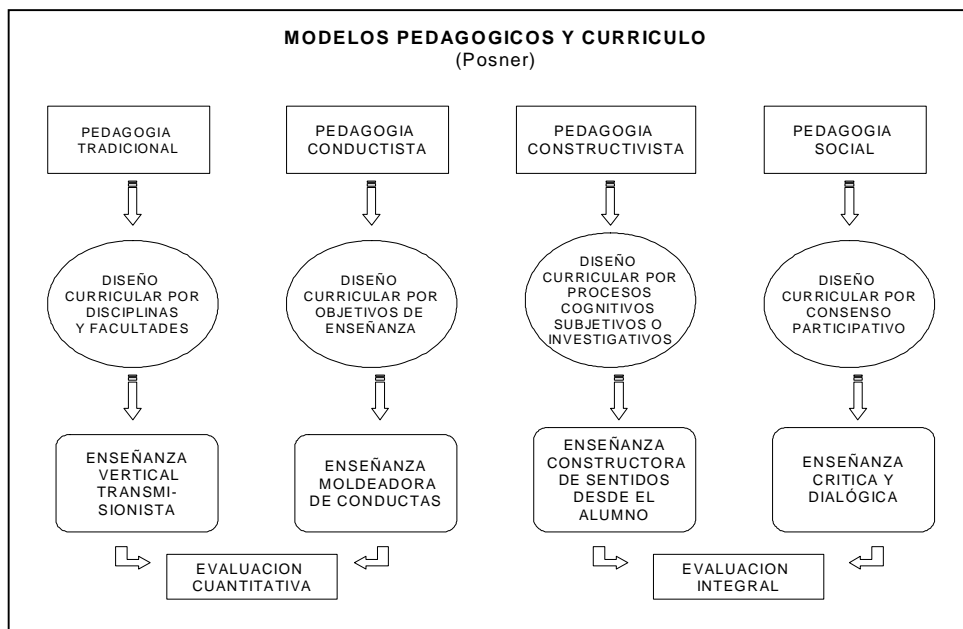 MODELOS PEDAGOGICOS Y CURRICULO
(Posner)
PEDAGOGIA
TRADICIONAL
PEDAGOGIA
CONDUCTISTA
PEDAGOGIA
CONSTRUCTIVISTA
PEDAGOGIA
SOCIAL
DISEÑO
CURRICULAR POR
DISCIPLINAS
Y FACULTADES
DISEÑO
CURRICULAR POR
OBJETIVOS DE
ENSEÑANZA
DISEÑO
CURRICULAR POR
PROCESOS
COGNITIVOS
SUBJETIVOS O
INVESTIGATIVOS
DISEÑO
CURRICULAR POR
CONSENSO
PARTICIPATIVO
ENSEÑANZA
VERTICAL
TRANSMI-
SIONISTA
ENSEÑANZA
MOLDEADORA
DE CONDUCTAS
ENSEÑANZA
CONSTRUCTORA
DE SENTIDOS
DESDE EL
ALUMNO
ENSEÑANZA
CRITICA Y
DIALÓGICA
EVALUACION
CUANTITATIVA
EVALUACION
INTEGRAL